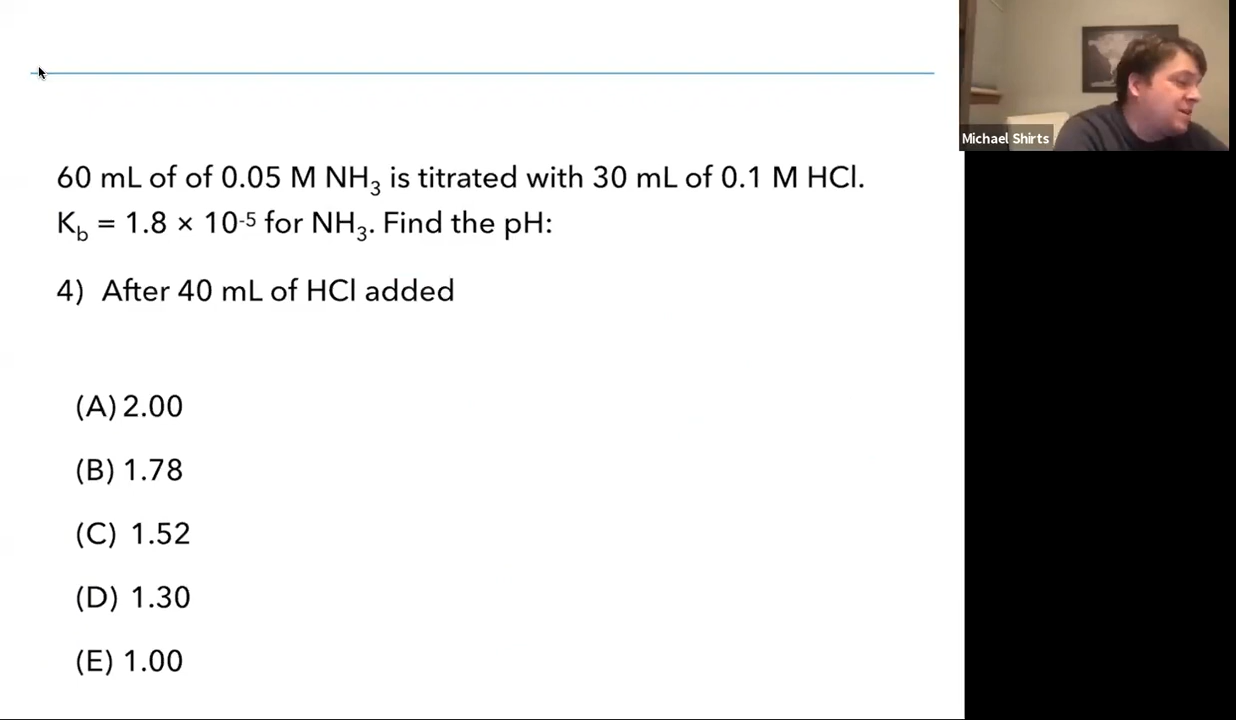 60 mL of of 0.05 M NH₃ is titrated with 30 mL of 0.1 M HCl.
K_b = 1.8 × 10⁻⁵ for NH₃. Find the pH:
4) After 40 mL of HCl added
(A) 2.00
(B) 1.78
(C) 1.52
(D) 1.30
(E) 1.00
Michael Shirts